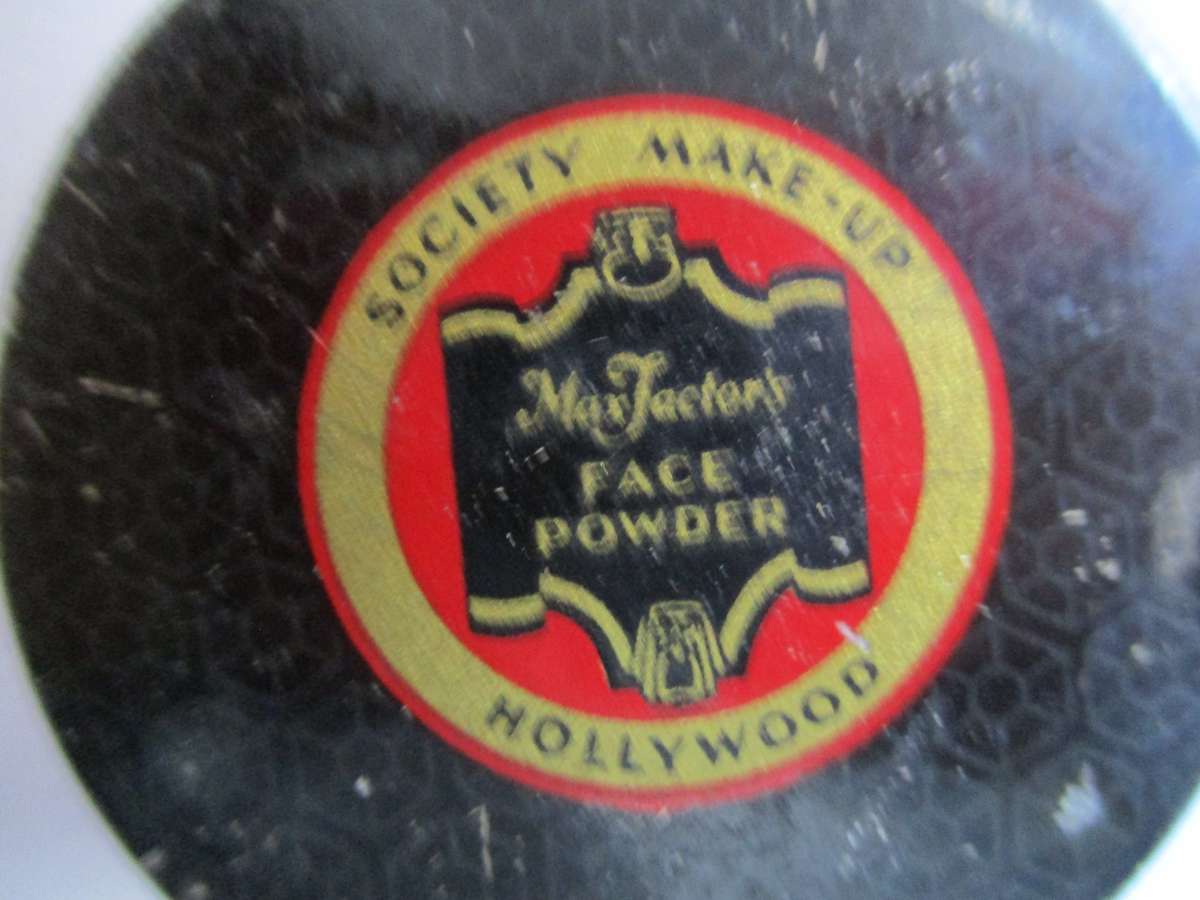 SOCIETY MAKE-UP
Max Factor's
FACE
POWDER
HOLLYWOOD